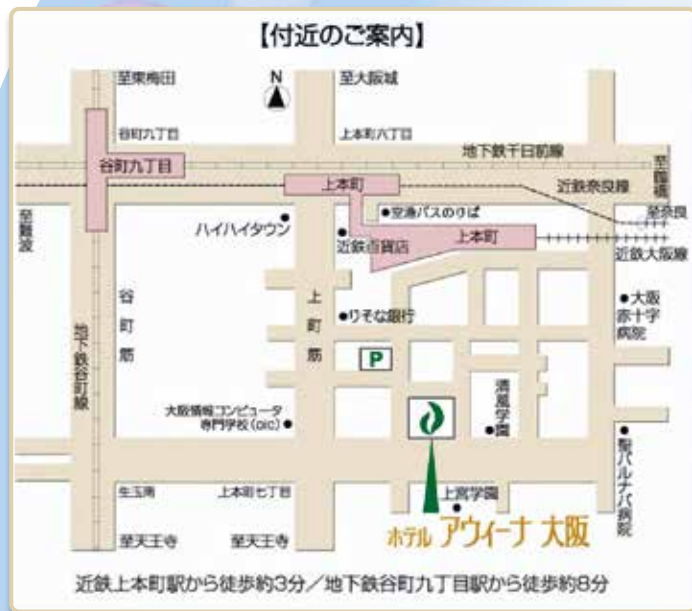 【付近のご案内】
至東梅田
N
至大阪城
谷町九丁目
上本町六丁目
地下鉄千日前線
谷町九丁目
至鶴橋
上本町
近鉄奈良線
空港バスのりば
至奈良
至難波
ハイハイタウン
近鉄百貨店
上本町
近鉄大阪線
谷町筋
上町筋
りそな銀行
大阪
赤十字
病院
地下鉄谷町線
P
清風学園
大阪情報コンピュータ
専門学校(oic)
聖バルナバ病院
生玉南
上本町七丁目
上宮学園
至天王寺
至天王寺
ホテル アウィーナ 大阪
近鉄上本町駅から徒歩約3分/地下鉄谷町九丁目駅から徒歩約8分